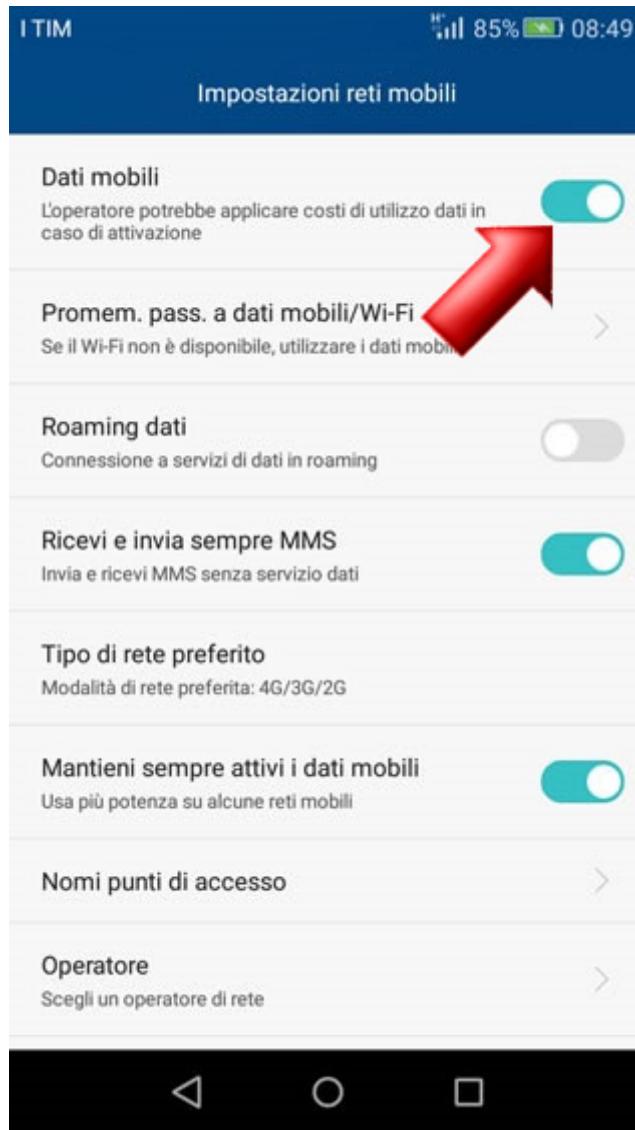 I TIM
H+ 85% 08:49
Impostazioni reti mobili
Dati mobili
L'operatore potrebbe applicare costi di utilizzo dati in
caso di attivazione
Promem. pass. a dati mobili/Wi-Fi
Se il Wi-Fi non è disponibile, utilizzare i dati
Roaming dati
Connessione a servizi di dati in roaming
Ricevi e invia sempre MMS
Invia e ricevi MMS senza servizio dati
Tipo di rete preferito
Modalità di rete preferita: 4G/3G/2G
Mantieni sempre attivi i dati mobili
Usa più potenza su alcune reti mobili
Nomi punti di accesso
Operatore
Scegli un operatore di rete